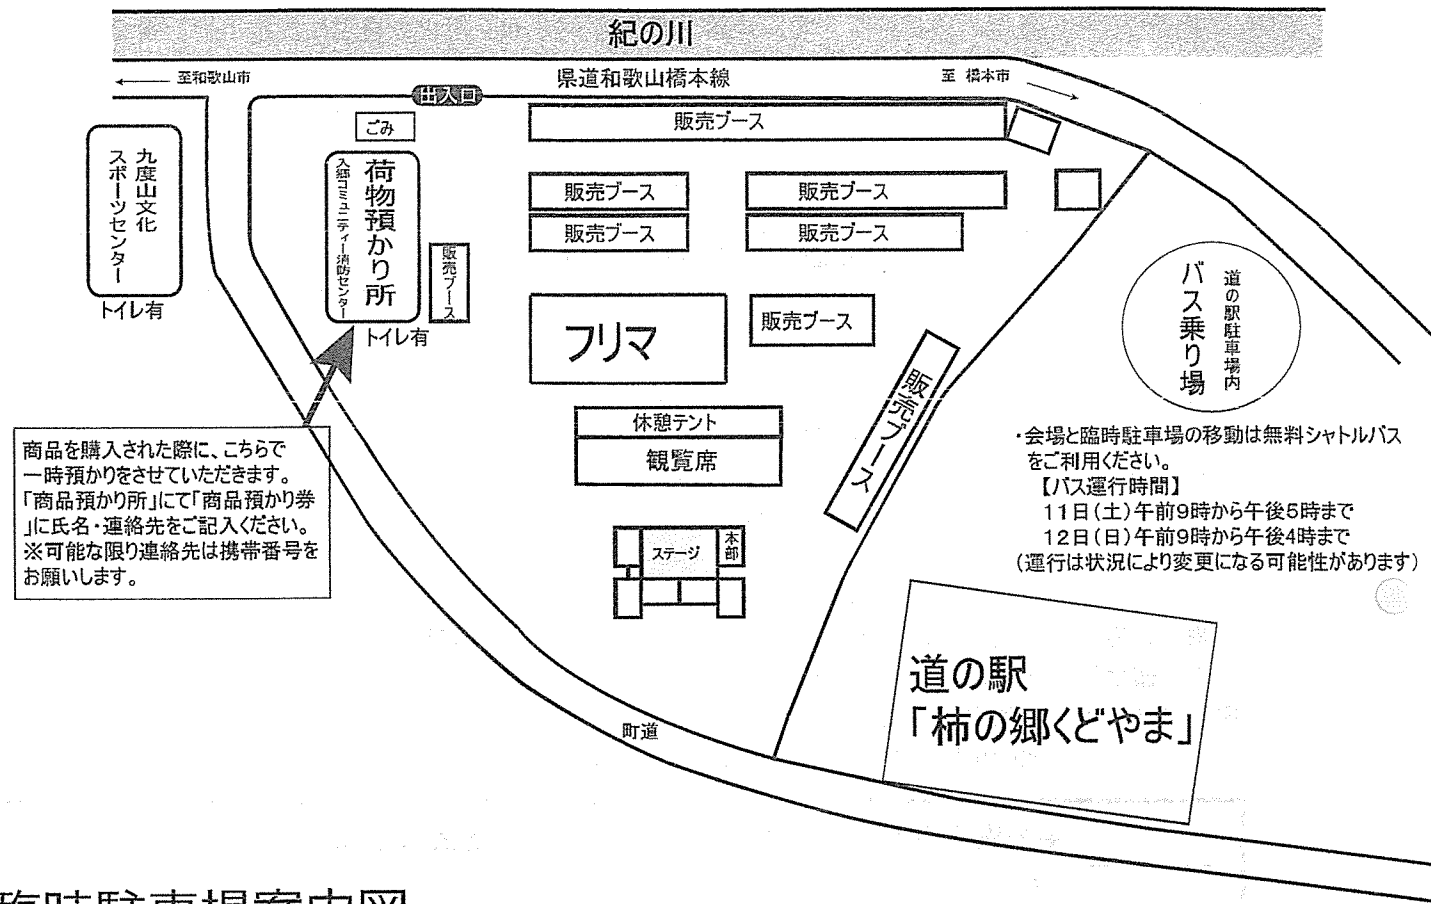 紀の川
至和歌山市
県道和歌山橋本線
至 橋本市
出入口
ごみ
販売ブース
九度山文化
スポーツセンター
トイレ有
荷物預かり所
入郷コミュニティー消防センター
トイレ有
販売ブース
販売ブース
販売ブース
販売ブース
販売ブース
フリマ
販売ブース
販売ブース
道の駅駐車場内
バス乗り場
休憩テント
観覧席
ステージ
本部
商品を購入された際に、こちらで
一時預かりをさせていただきます。
「商品預かり所」にて「商品預かり券
」に氏名・連絡先をご記入ください。
※可能な限り連絡先は携帯番号を
お願いします。
・会場と臨時駐車場の移動は無料シャトルバス
をご利用ください。
【バス運行時間】
11日(土)午前9時から午後5時まで
12日(日)午前9時から午後4時まで
(運行は状況により変更になる可能性があります)
道の駅
「柿の郷くどやま」
町道
臨時駐車場案内図